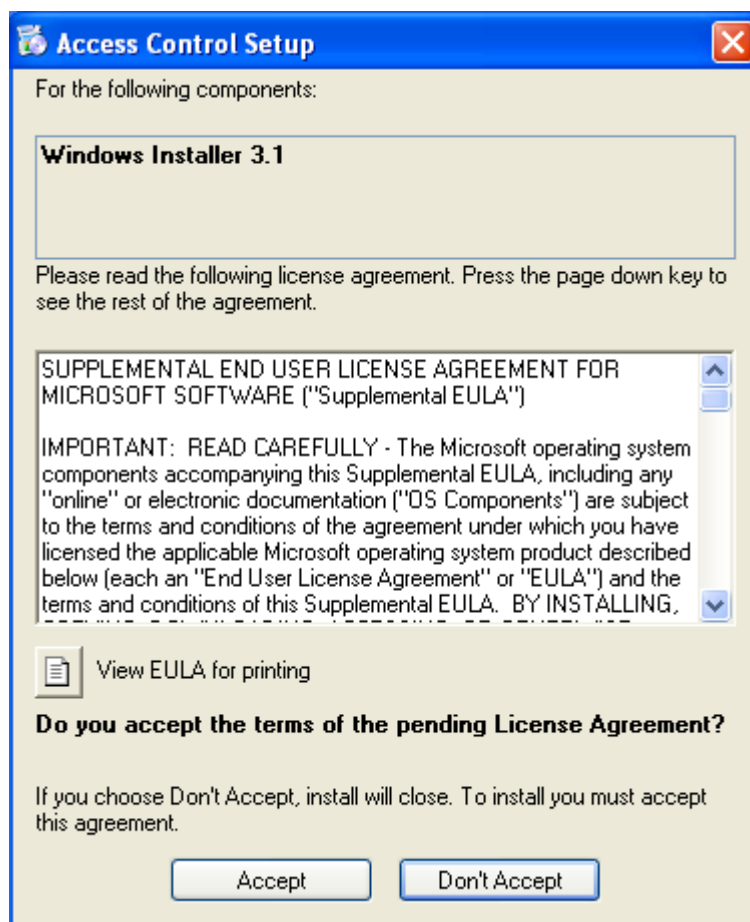 Access Control Setup
For the following components:
Windows Installer 3.1
Please read the following license agreement. Press the page down key to
see the rest of the agreement.
SUPPLEMENTAL END USER LICENSE AGREEMENT FOR
MICROSOFT SOFTWARE ("Supplemental EULA")
IMPORTANT:  READ CAREFULLY - The Microsoft operating system
components accompanying this Supplemental EULA, including any
"online" or electronic documentation ("OS Components") are subject
to the terms and conditions of the agreement under which you have
licensed the applicable Microsoft operating system product described
below (each an "End User License Agreement" or "EULA") and the
terms and conditions of this Supplemental EULA.  BY INSTALLING,
View EULA for printing
Do you accept the terms of the pending License Agreement?
If you choose Don't Accept, install will close. To install you must accept
this agreement.
Accept
Don't Accept